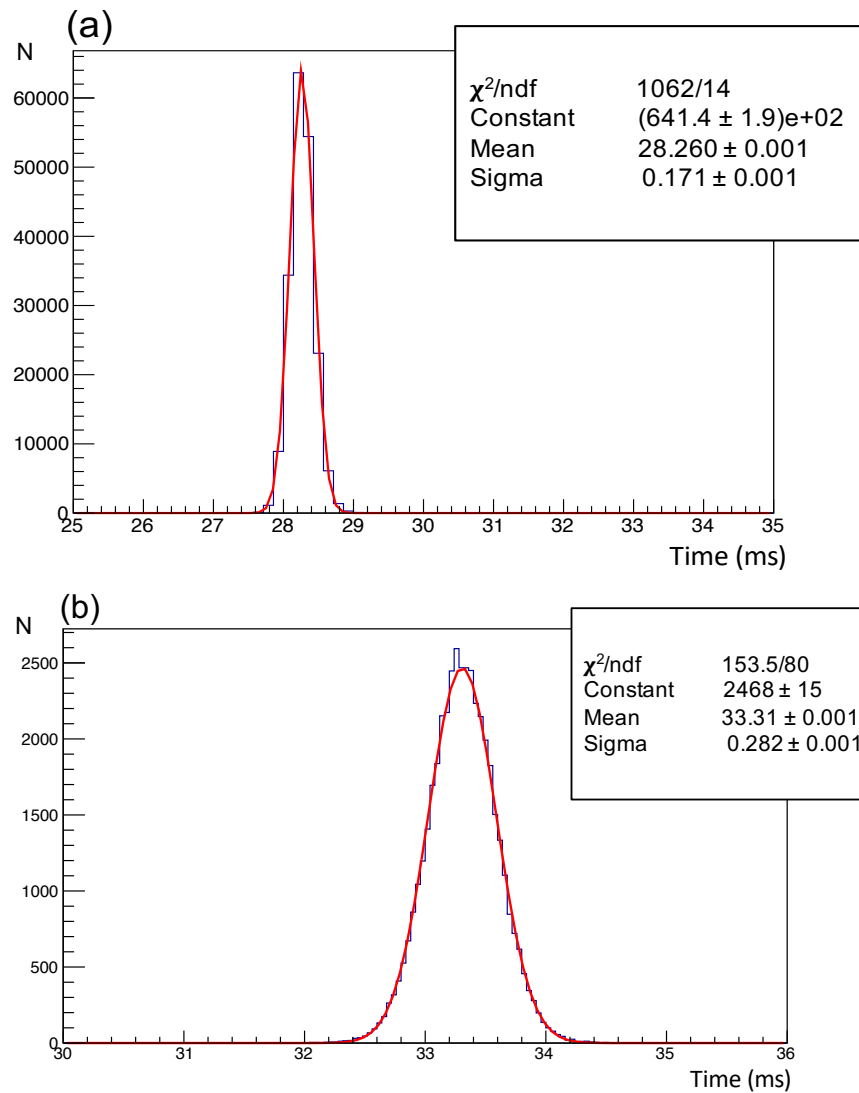 (a)
N
χ²/ndf 1062/14
Constant (641.4 ± 1.9)e+02
Mean 28.260 ± 0.001
Sigma 0.171 ± 0.001
60000
50000
40000
30000
20000
10000
0
25 26 27 28 29 30 31 32 33 34 35
Time (ms)
(b)
N
χ²/ndf 153.5/80
Constant 2468 ± 15
Mean 33.31 ± 0.001
Sigma 0.282 ± 0.001
2500
2000
1500
1000
500
0
30 31 32 33 34 35 36
Time (ms)